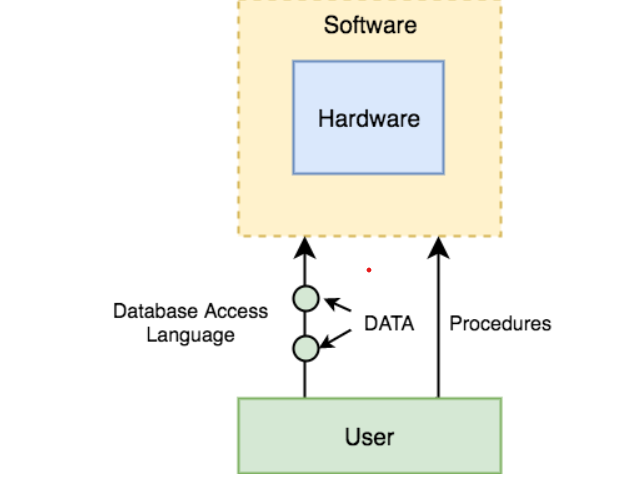 Software
Hardware
Database Access
Language
DATA
Procedures
User